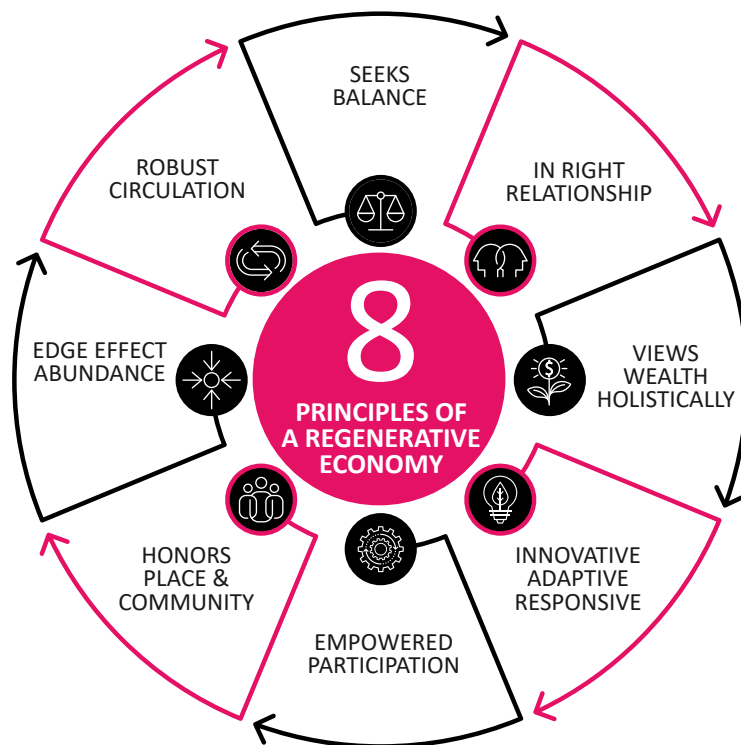 8
PRINCIPLES OF
A REGENERATIVE
ECONOMY
SEEKS
BALANCE
IN RIGHT
RELATIONSHIP
VIEWS
WEALTH
HOLISTICALLY
INNOVATIVE
ADAPTIVE
RESPONSIVE
EMPOWERED
PARTICIPATION
HONORS
PLACE &
COMMUNITY
EDGE EFFECT
ABUNDANCE
ROBUST
CIRCULATION
$